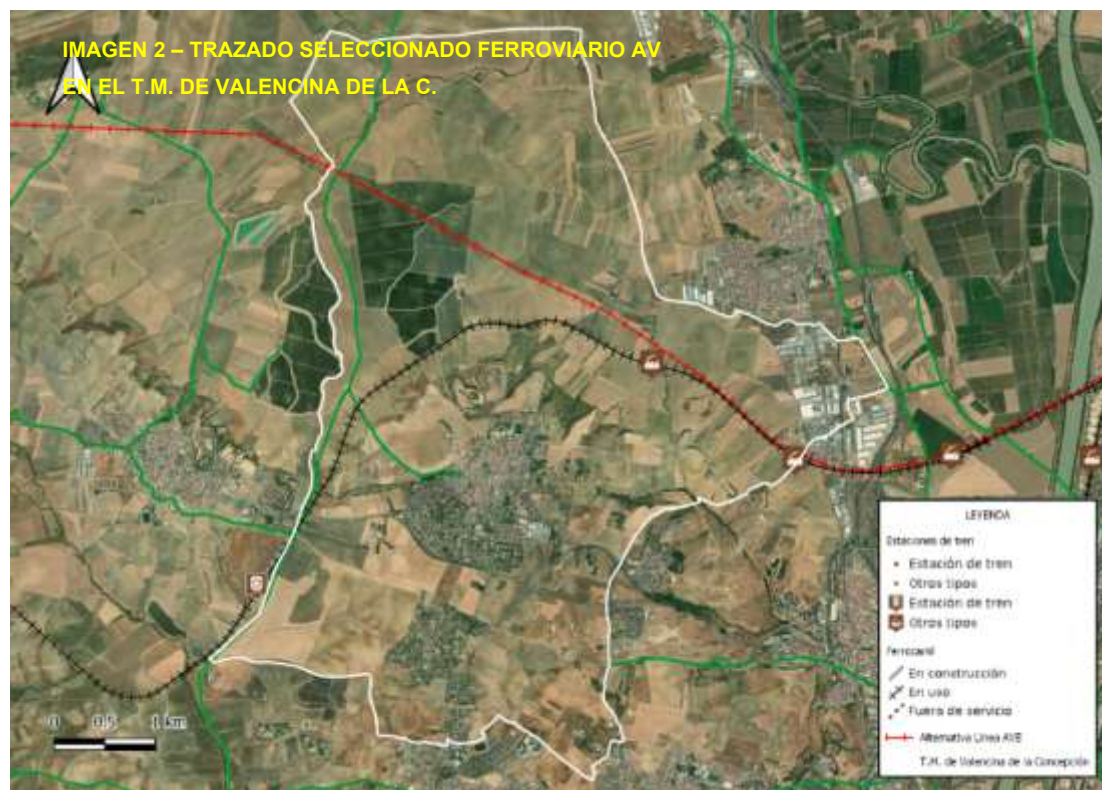 IMAGEN 2 – TRAZADO SELECCIONADO FERROVIARIO AV
EN EL T.M. DE VALENCINA DE LA C.
0 0,5 1 km
LEYENDA
Estaciones de tren
Estación de tren
Otros tipos
Estación de tren
Otros tipos
Ferrocarril
En construcción
En uso
Fuera de servicio
Alternativa Línea AVE
T.M. de Valencina de la Concepción